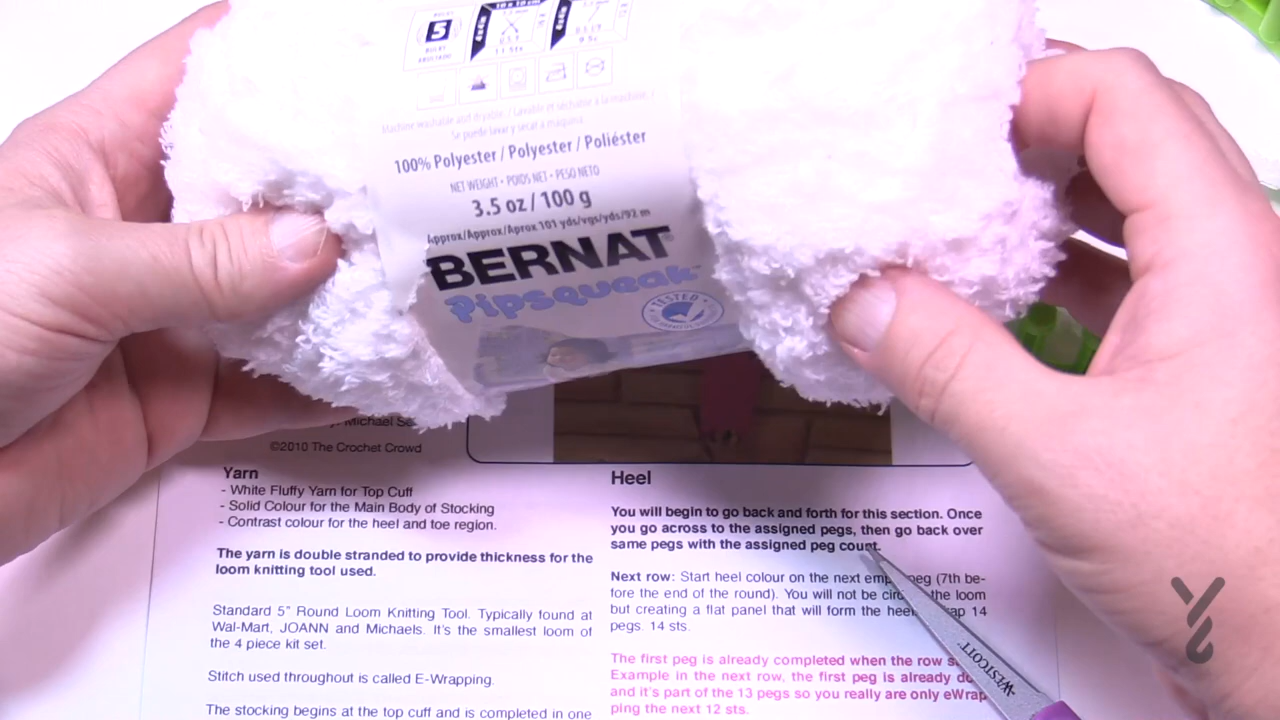 5
4x4
4x4
Machine washable and dryable. / Lavable et séchable à la machine. /
Se puede lavar y secar a máquina.
100% Polyester / Polyester / Poliéster
NET WEIGHT • POIDS NET • PESO NETO
3.5 oz / 100 g
Approx/Approx/Aprox 101 yds/vgs/yds/92 m
BERNAT
Pipsqueak
TESTED
Michael
©2010 The Crochet Crowd
Yarn
- White Fluffy Yarn for Top Cuff
- Solid Colour for the Main Body of Stocking
- Contrast colour for the heel and toe region.
The yarn is double stranded to provide thickness for the
loom knitting tool used.
Standard 5" Round Loom Knitting Tool. Typically found at
Wal-Mart, JOANN and Michaels. It's the smallest loom of
the 4 piece kit set.
Stitch used throughout is called E-Wrapping.
The stocking begins at the top cuff and is completed in one
Heel
You will begin to go back and forth for this section. Once
you go across to the assigned pegs, then go back over
same pegs with the assigned peg count.
Next row: Start heel colour on the next peg (7th be-
fore the end of the round). You will not be the loom
but creating a flat panel that will form the heel. 14
pegs. 14 sts.
The first peg is already completed when the row
Example in the next row, the first peg is already
and it's part of the 13 pegs so you really are only eWrap
ping the next 12 sts.
WESTCOTT